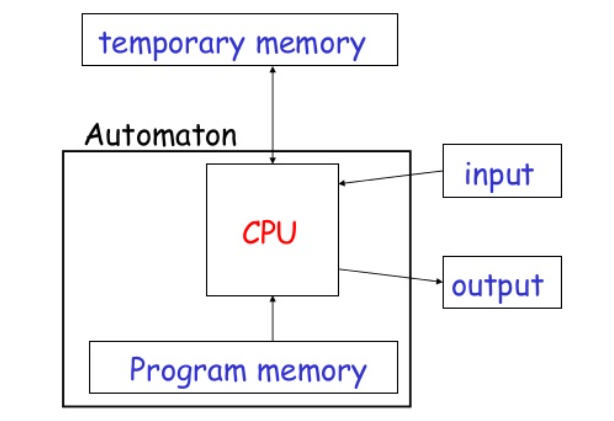 temporary memory
Automaton
input
CPU
output
Program memory